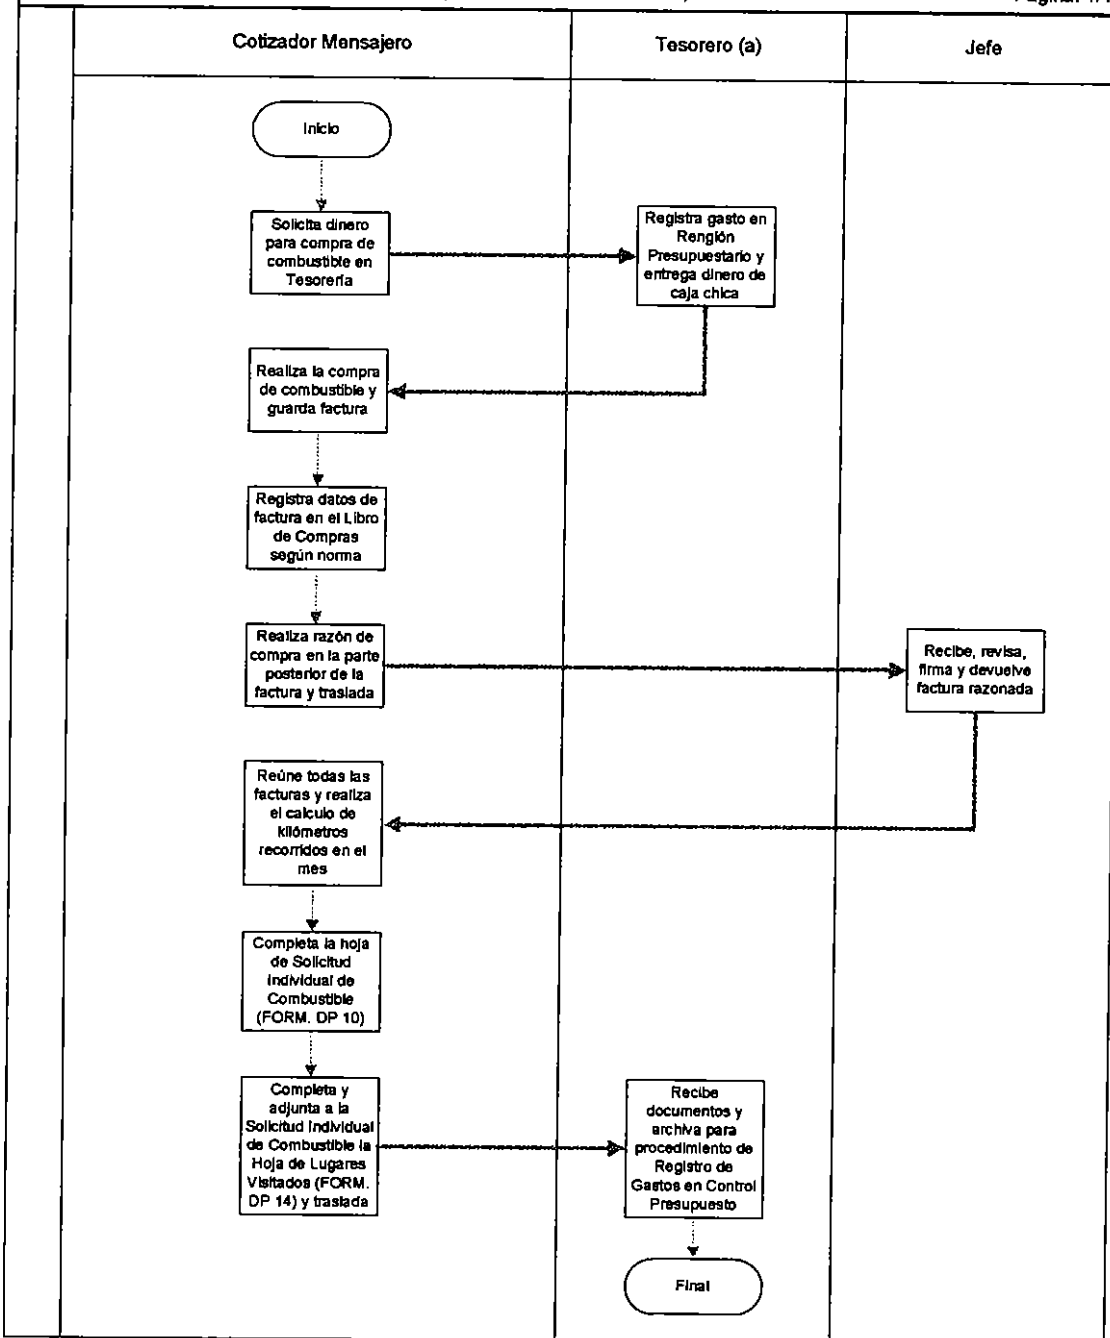 Página: 1/1
Cotizador Mensajero
Tesorero (a)
Jefe
Inicio
Solicita dinero
para compra de
combustible en
Tesorería
Registra gasto en
Renglón
Presupuestario y
entrega dinero de
caja chica
Realiza la compra
de combustible y
guarda factura
Registra datos de
factura en el Libro
de Compras
según norma
Realiza razón de
compra en la parte
posterior de la
factura y traslada
Recibe, revisa,
firma y devuelve
factura razonada
Reúne todas las
facturas y realiza
el calculo de
kilómetros
recorridos en el
mes
Completa la hoja
de Solicitud
Individual de
Combustible
(FORM. DP 10)
Completa y
adjunta a la
Solicitud Individual
de Combustible la
Hoja de Lugares
Visitados (FORM.
DP 14) y traslada
Recibe
documentos y
archiva para
procedimiento de
Registro de
Gastos en Control
Presupuesto
Final